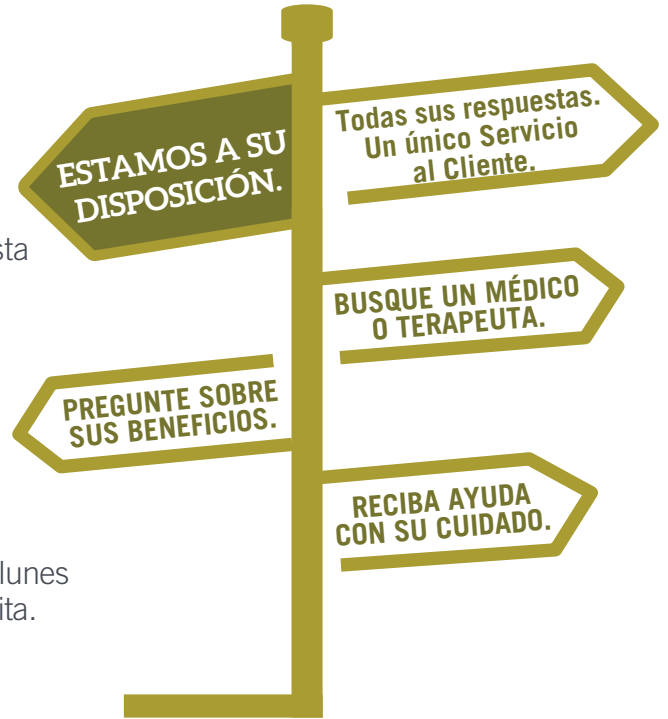 ESTAMOS A SU
DISPOSICIÓN.
Todas sus respuestas.
Un único Servicio
al Cliente.
BUSQUE UN MÉDICO
O TERAPEUTA.
PREGUNTE SOBRE
SUS BENEFICIOS.
RECIBA AYUDA
CON SU CUIDADO.
lunes